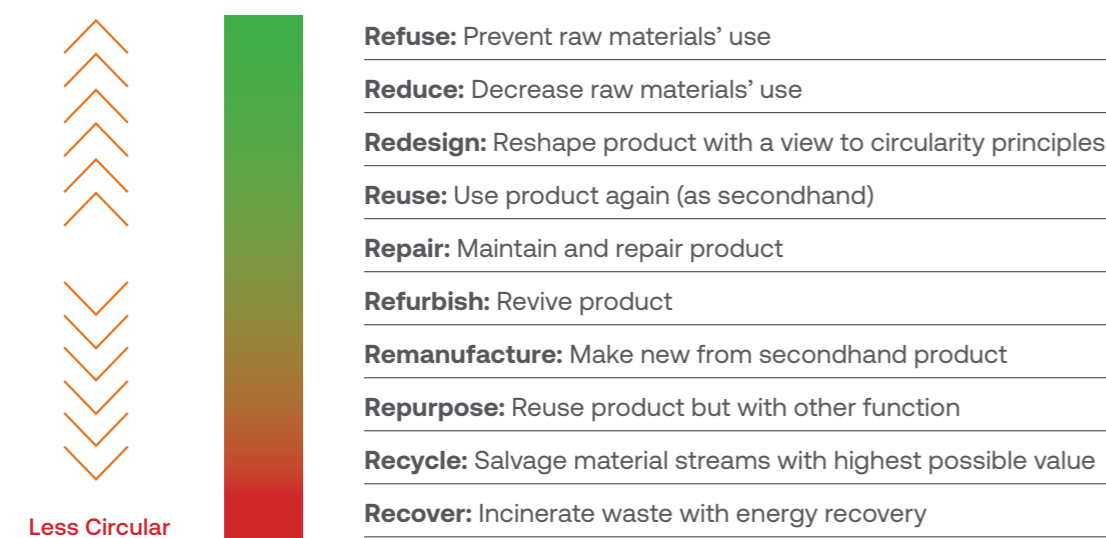 Refuse: Prevent raw materials’ use
Reduce: Decrease raw materials’ use
Redesign: Reshape product with a view to circularity principles
Reuse: Use product again (as secondhand)
Repair: Maintain and repair product
Refurbish: Revive product
Remanufacture: Make new from secondhand product
Repurpose: Reuse product but with other function
Recycle: Salvage material streams with highest possible value
Recover: Incinerate waste with energy recovery
Less Circular